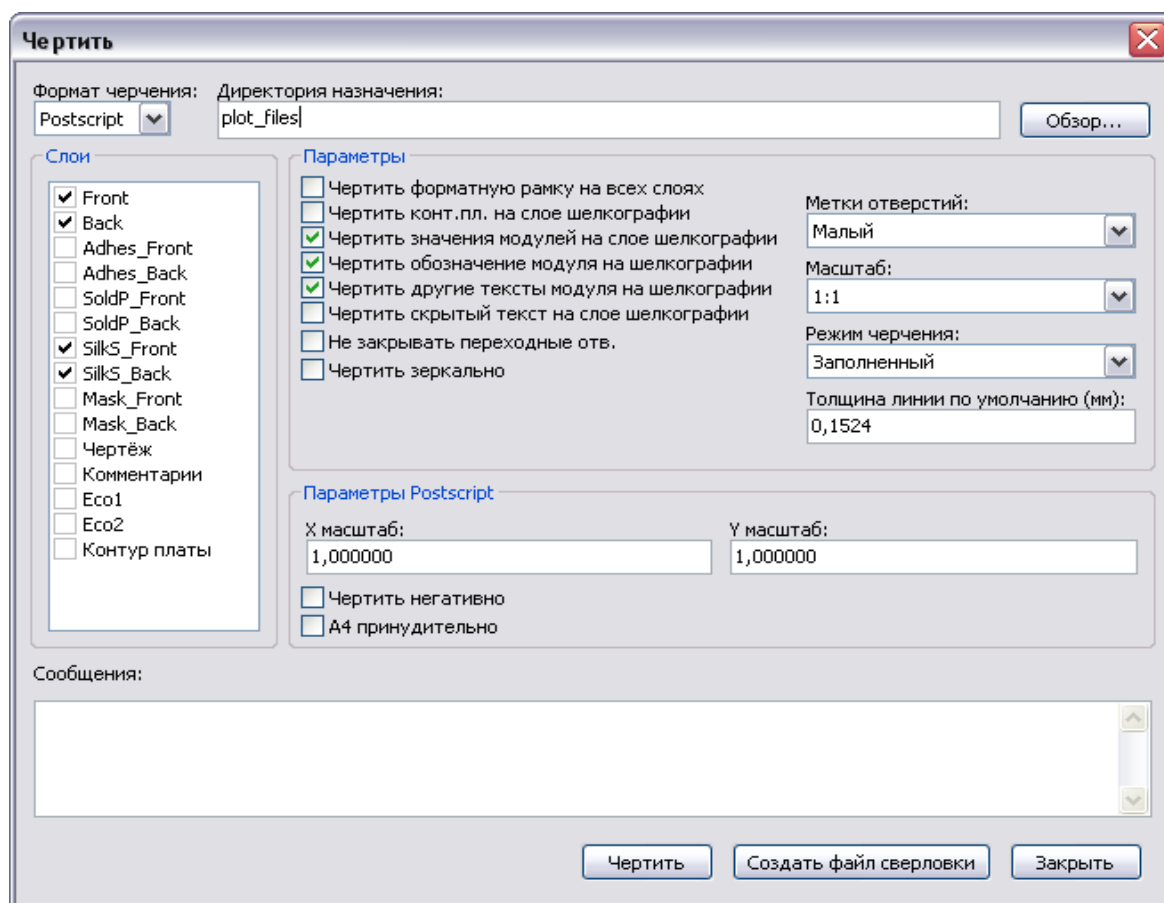 Чертить
Формат черчения:
Директория назначения:
Postscript
plot_files
Обзор...
Слои
Front
Back
Adhes_Front
Adhes_Back
SoldP_Front
SoldP_Back
SilkS_Front
SilkS_Back
Mask_Front
Mask_Back
Чертёж
Комментарии
Eco1
Eco2
Контур платы
Параметры
Чертить форматную рамку на всех слоях
Чертить конт.пл. на слое шелкографии
Чертить значения модулей на слое шелкографии
Чертить обозначение модуля на шелкографии
Чертить другие тексты модуля на шелкографии
Чертить скрытый текст на слое шелкографии
Не закрывать переходные отв.
Чертить зеркально
Метки отверстий:
Малый
Масштаб:
1:1
Режим черчения:
Заполненный
Толщина линии по умолчанию (мм):
0,1524
Параметры Postscript
X масштаб:
1,000000
Y масштаб:
1,000000
Чертить негативно
A4 принудительно
Сообщения:
Чертить
Создать файл сверловки
Закрыть